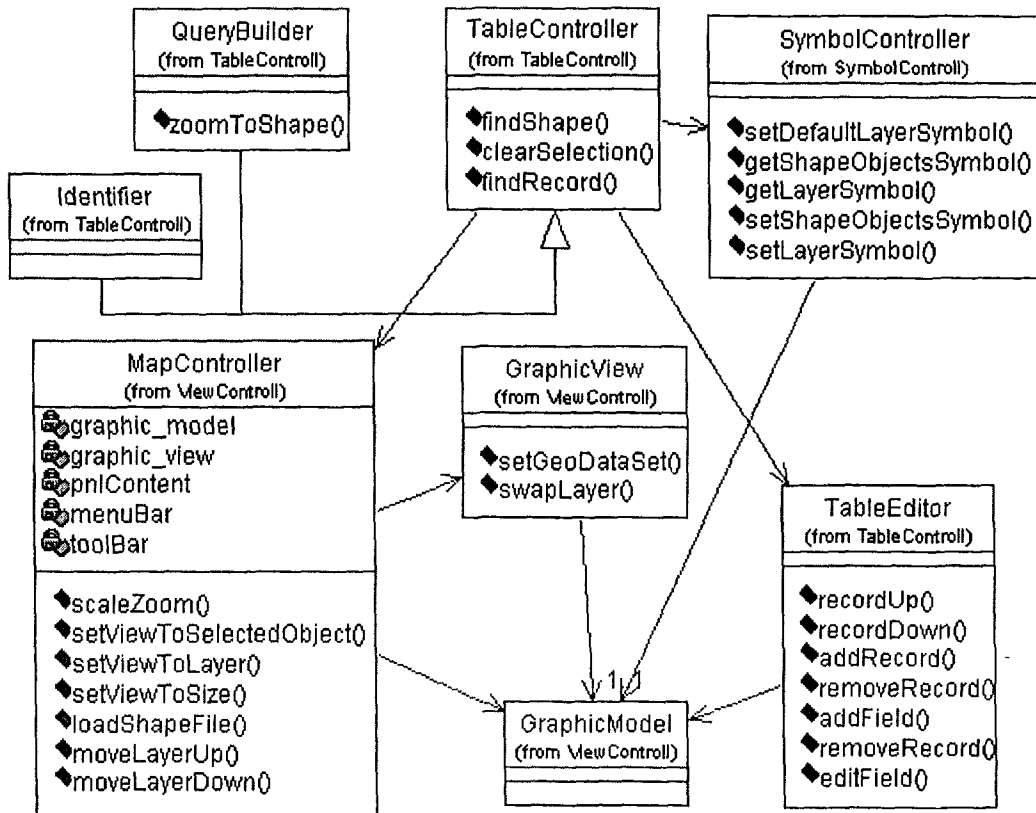 QueryBuilder
(from TableControll)
zoomToShape()
TableController
(from TableControll)
findShape()
clearSelection()
findRecord()
SymbolController
(from SymbolControll)
setDefaultLayerSymbol()
getShapeObjectsSymbol()
getLayerSymbol()
setShapeObjectsSymbol()
setLayerSymbol()
Identifier
(from TableControll)
MapController
(from ViewControll)
graphic_model
graphic_view
pnlContent
menuBar
toolBar
scaleZoom()
setViewToSelectedObject()
setViewToLayer()
setViewToSize()
loadShapeFile()
moveLayerUp()
moveLayerDown()
GraphicView
(from ViewControll)
setGeoDataSet()
swapLayer()
TableEditor
(from TableControll)
recordUp()
recordDown()
addRecord()
removeRecord()
addField()
removeRecord()
editField()
1 1
GraphicModel
(from ViewControll)